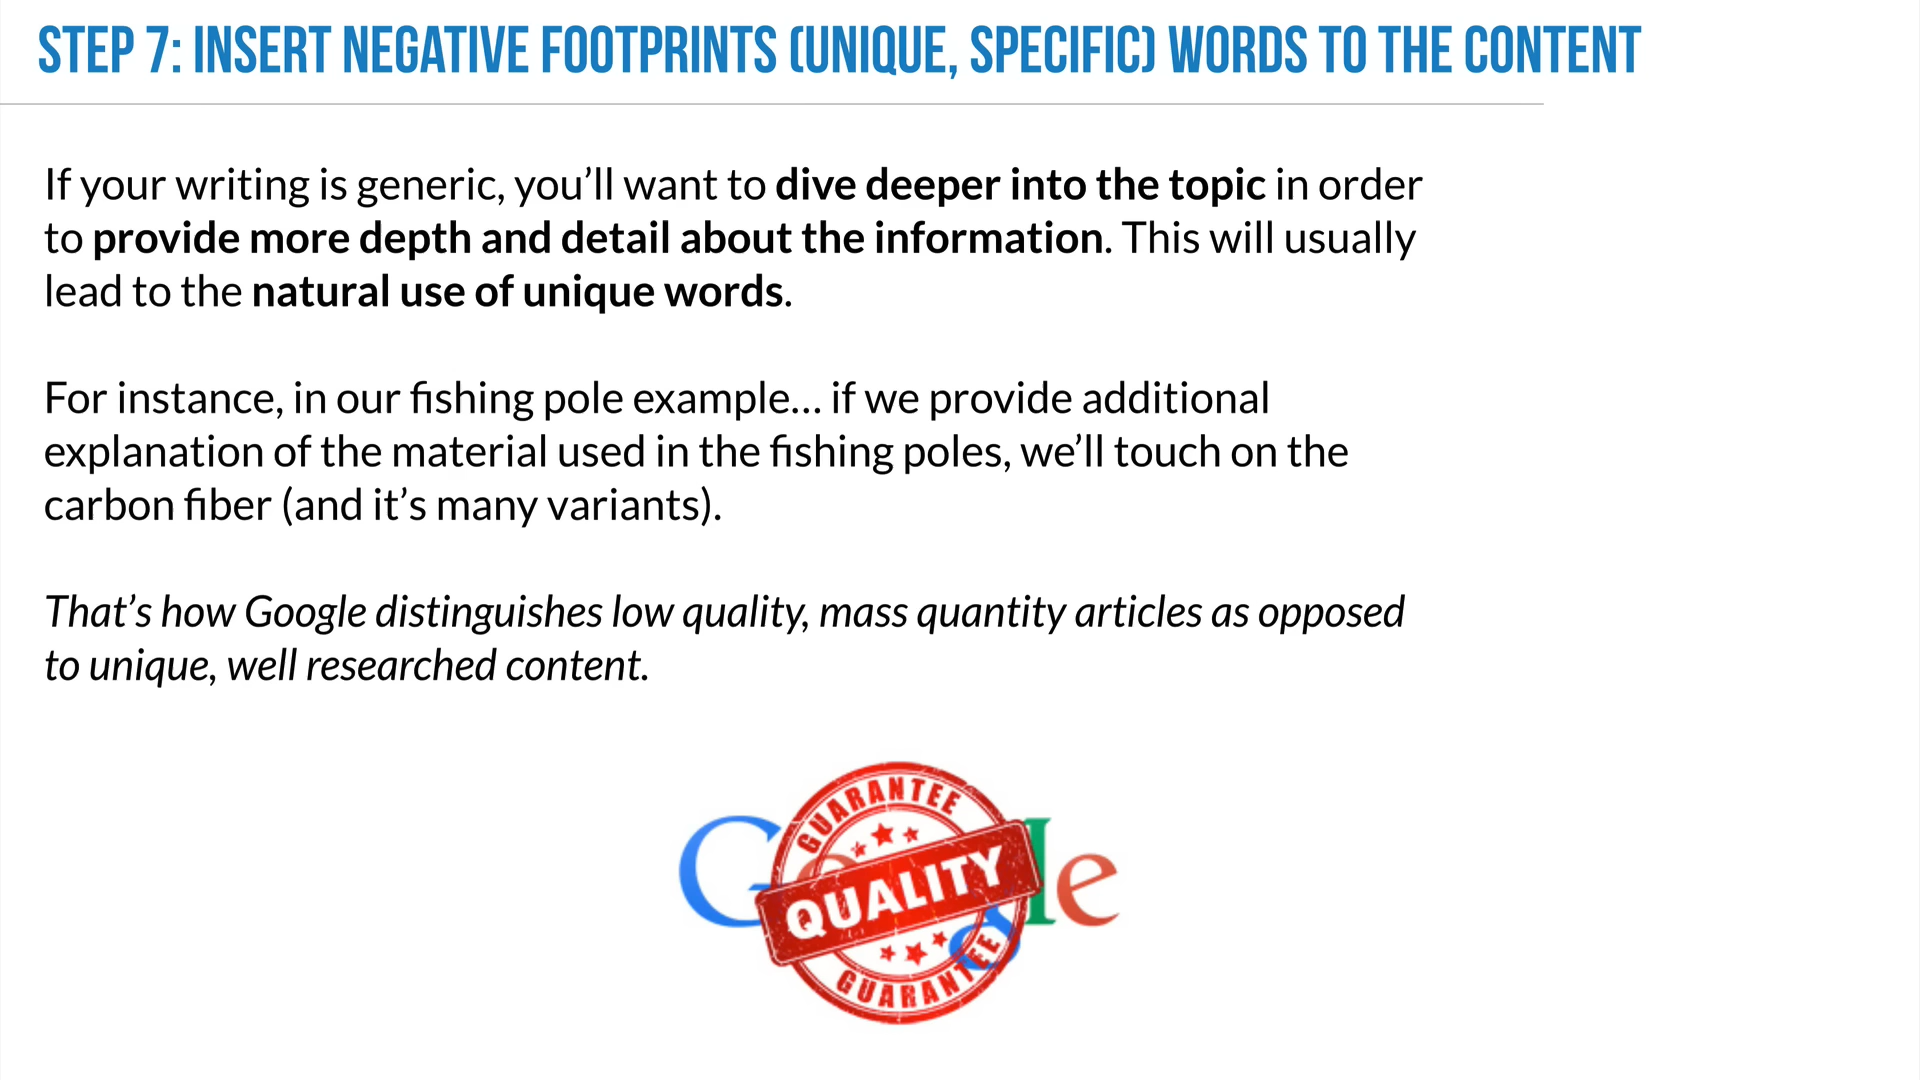 STEP 7: INSERT NEGATIVE FOOTPRINTS (UNIQUE, SPECIFIC) WORDS TO THE CONTENT
If your writing is generic, you’ll want to dive deeper into the topic in order
to provide more depth and detail about the information. This will usually
lead to the natural use of unique words.
For instance, in our fishing pole example... if we provide additional
explanation of the material used in the fishing poles, we’ll touch on the
carbon fiber (and it’s many variants).
That’s how Google distinguishes low quality, mass quantity articles as opposed
to unique, well researched content.
Google
GUARANTEE
QUALITY
GUARANTEE